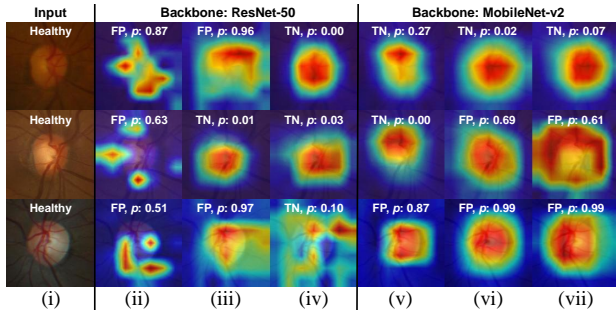 Input Backbone: ResNet-50 Backbone: MobileNet-v2
Healthy FP, p: 0.87 FP, p: 0.96 TN, p: 0.00 TN, p: 0.27 TN, p: 0.02 TN, p: 0.07
Healthy FP, p: 0.63 TN, p: 0.01 TN, p: 0.03 TN, p: 0.00 FP, p: 0.69 FP, p: 0.61
Healthy FP, p: 0.51 FP, p: 0.97 TN, p: 0.10 FP, p: 0.87 FP, p: 0.99 FP, p: 0.99
(i) (ii) (iii) (iv) (v) (vi) (vii)